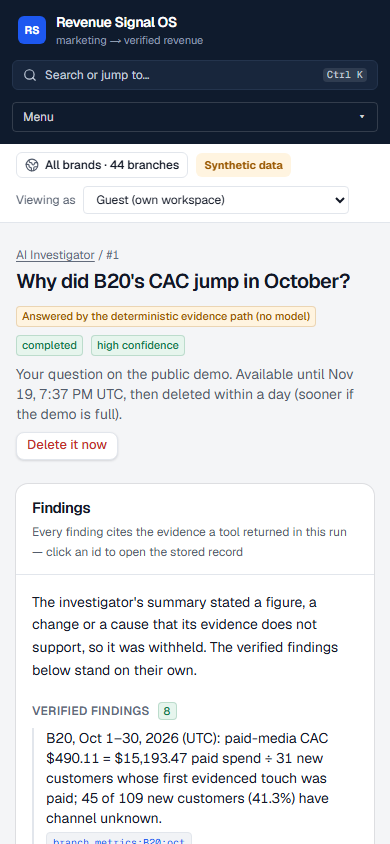 RS
Revenue Signal OS
marketing → verified revenue
Search or jump to…
Ctrl K
Menu
All brands · 44 branches
Synthetic data
Viewing as
Guest (own workspace)
AI Investigator / #1
Why did B20's CAC jump in October?
Answered by the deterministic evidence path (no model)
completed
high confidence
Your question on the public demo. Available until Nov
19, 7:37 PM UTC, then deleted within a day (sooner if
the demo is full).
Delete it now
Findings
Every finding cites the evidence a tool returned in this run
— click an id to open the stored record
The investigator's summary stated a figure, a
change or a cause that its evidence does not
support, so it was withheld. The verified findings
below stand on their own.
VERIFIED FINDINGS 8
B20, Oct 1–30, 2026 (UTC): paid-media CAC
$490.11 = $15,193.47 paid spend ÷ 31 new
customers whose first evidenced touch was
paid; 45 of 109 new customers (41.3%) have
channel unknown.
branch_metrics:B20:oct